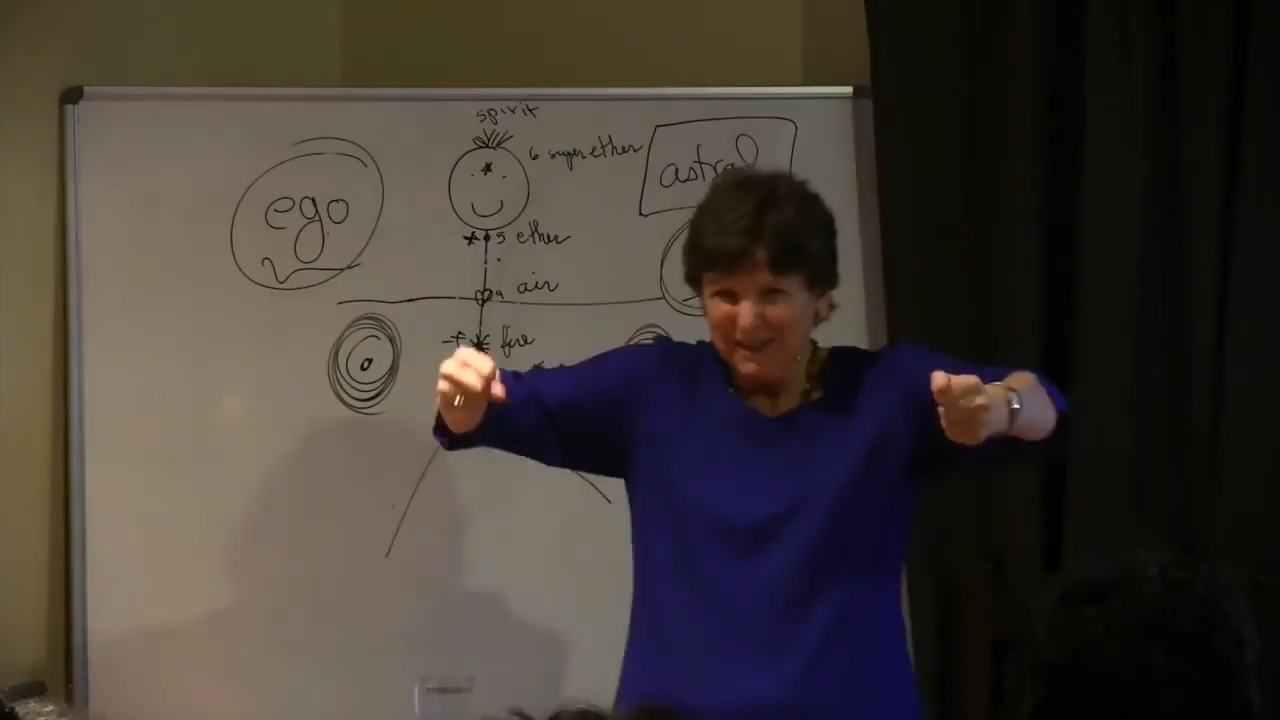 spirit
6 superether
astral
ego
5 ether
4 air
fire